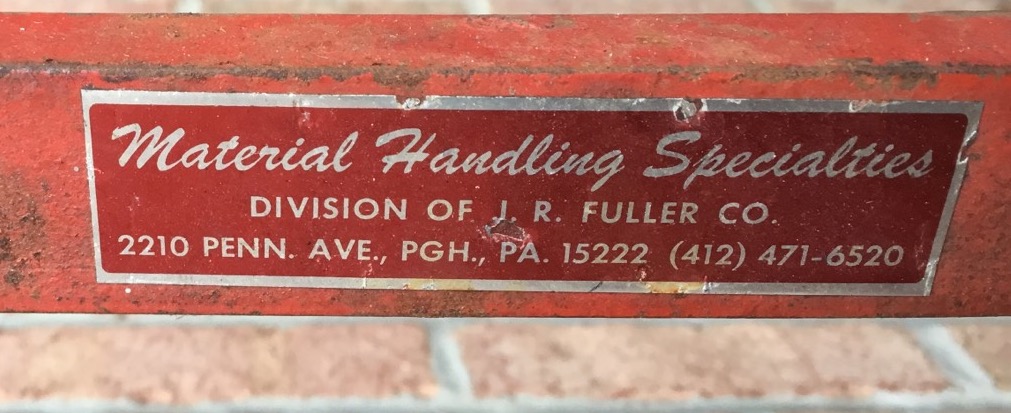 Material Handling Specialties
DIVISION OF J. R. FULLER CO.
2210 PENN. AVE., PGH., PA. 15222 (412) 471-6520